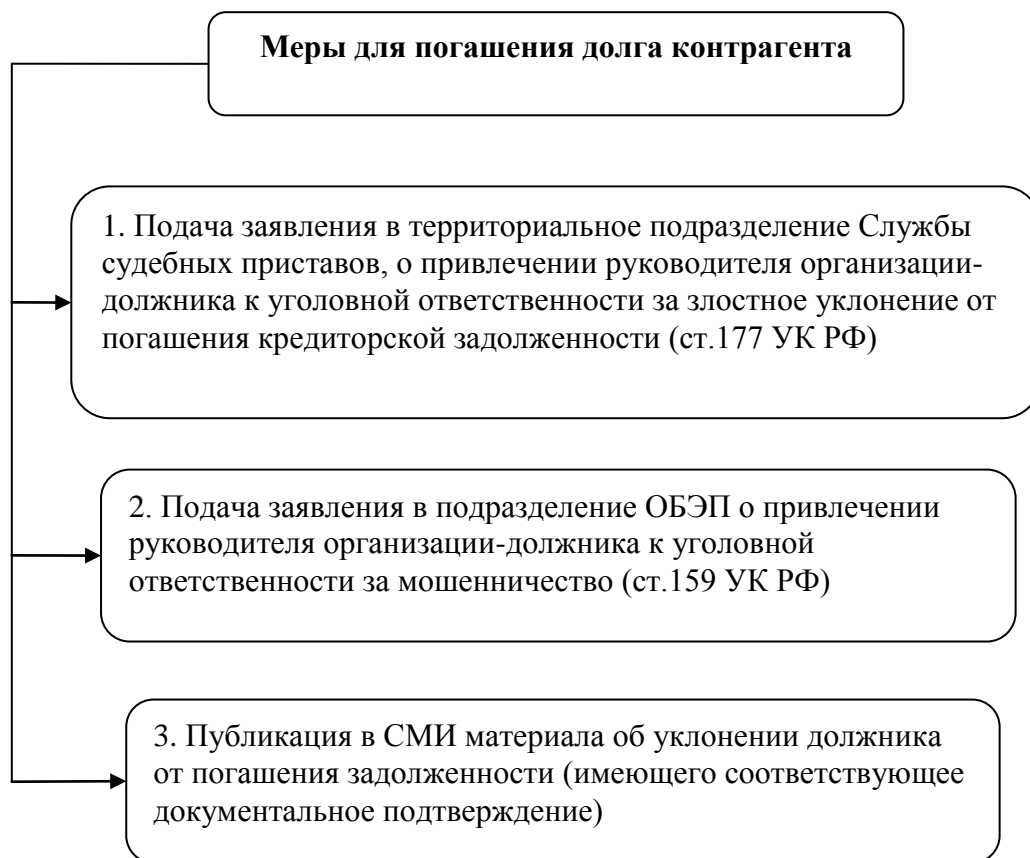 Меры для погашения долга контрагента
1. Подача заявления в территориальное подразделение Службы
судебных приставов, о привлечении руководителя организации-
должника к уголовной ответственности за злостное уклонение от
погашения кредиторской задолженности (ст.177 УК РФ)
2. Подача заявления в подразделение ОБЭП о привлечении
руководителя организации-должника к уголовной
ответственности за мошенничество (ст.159 УК РФ)
3. Публикация в СМИ материала об уклонении должника
от погашения задолженности (имеющего соответствующее
документальное подтверждение)